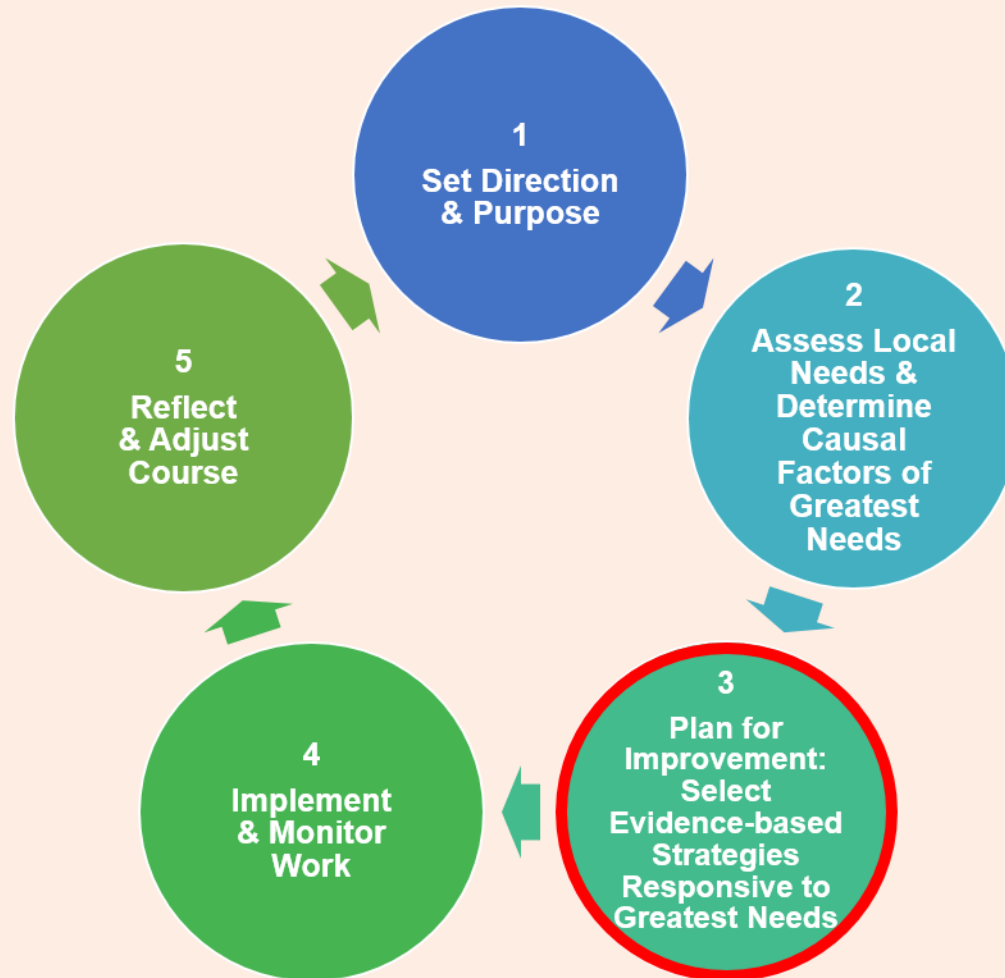 1
Set Direction
& Purpose
2
Assess Local
Needs &
Determine
Causal
Factors of
Greatest
Needs
3
Plan for
Improvement:
Select
Evidence-based
Strategies
Responsive to
Greatest Needs
4
Implement
& Monitor
Work
5
Reflect
& Adjust
Course